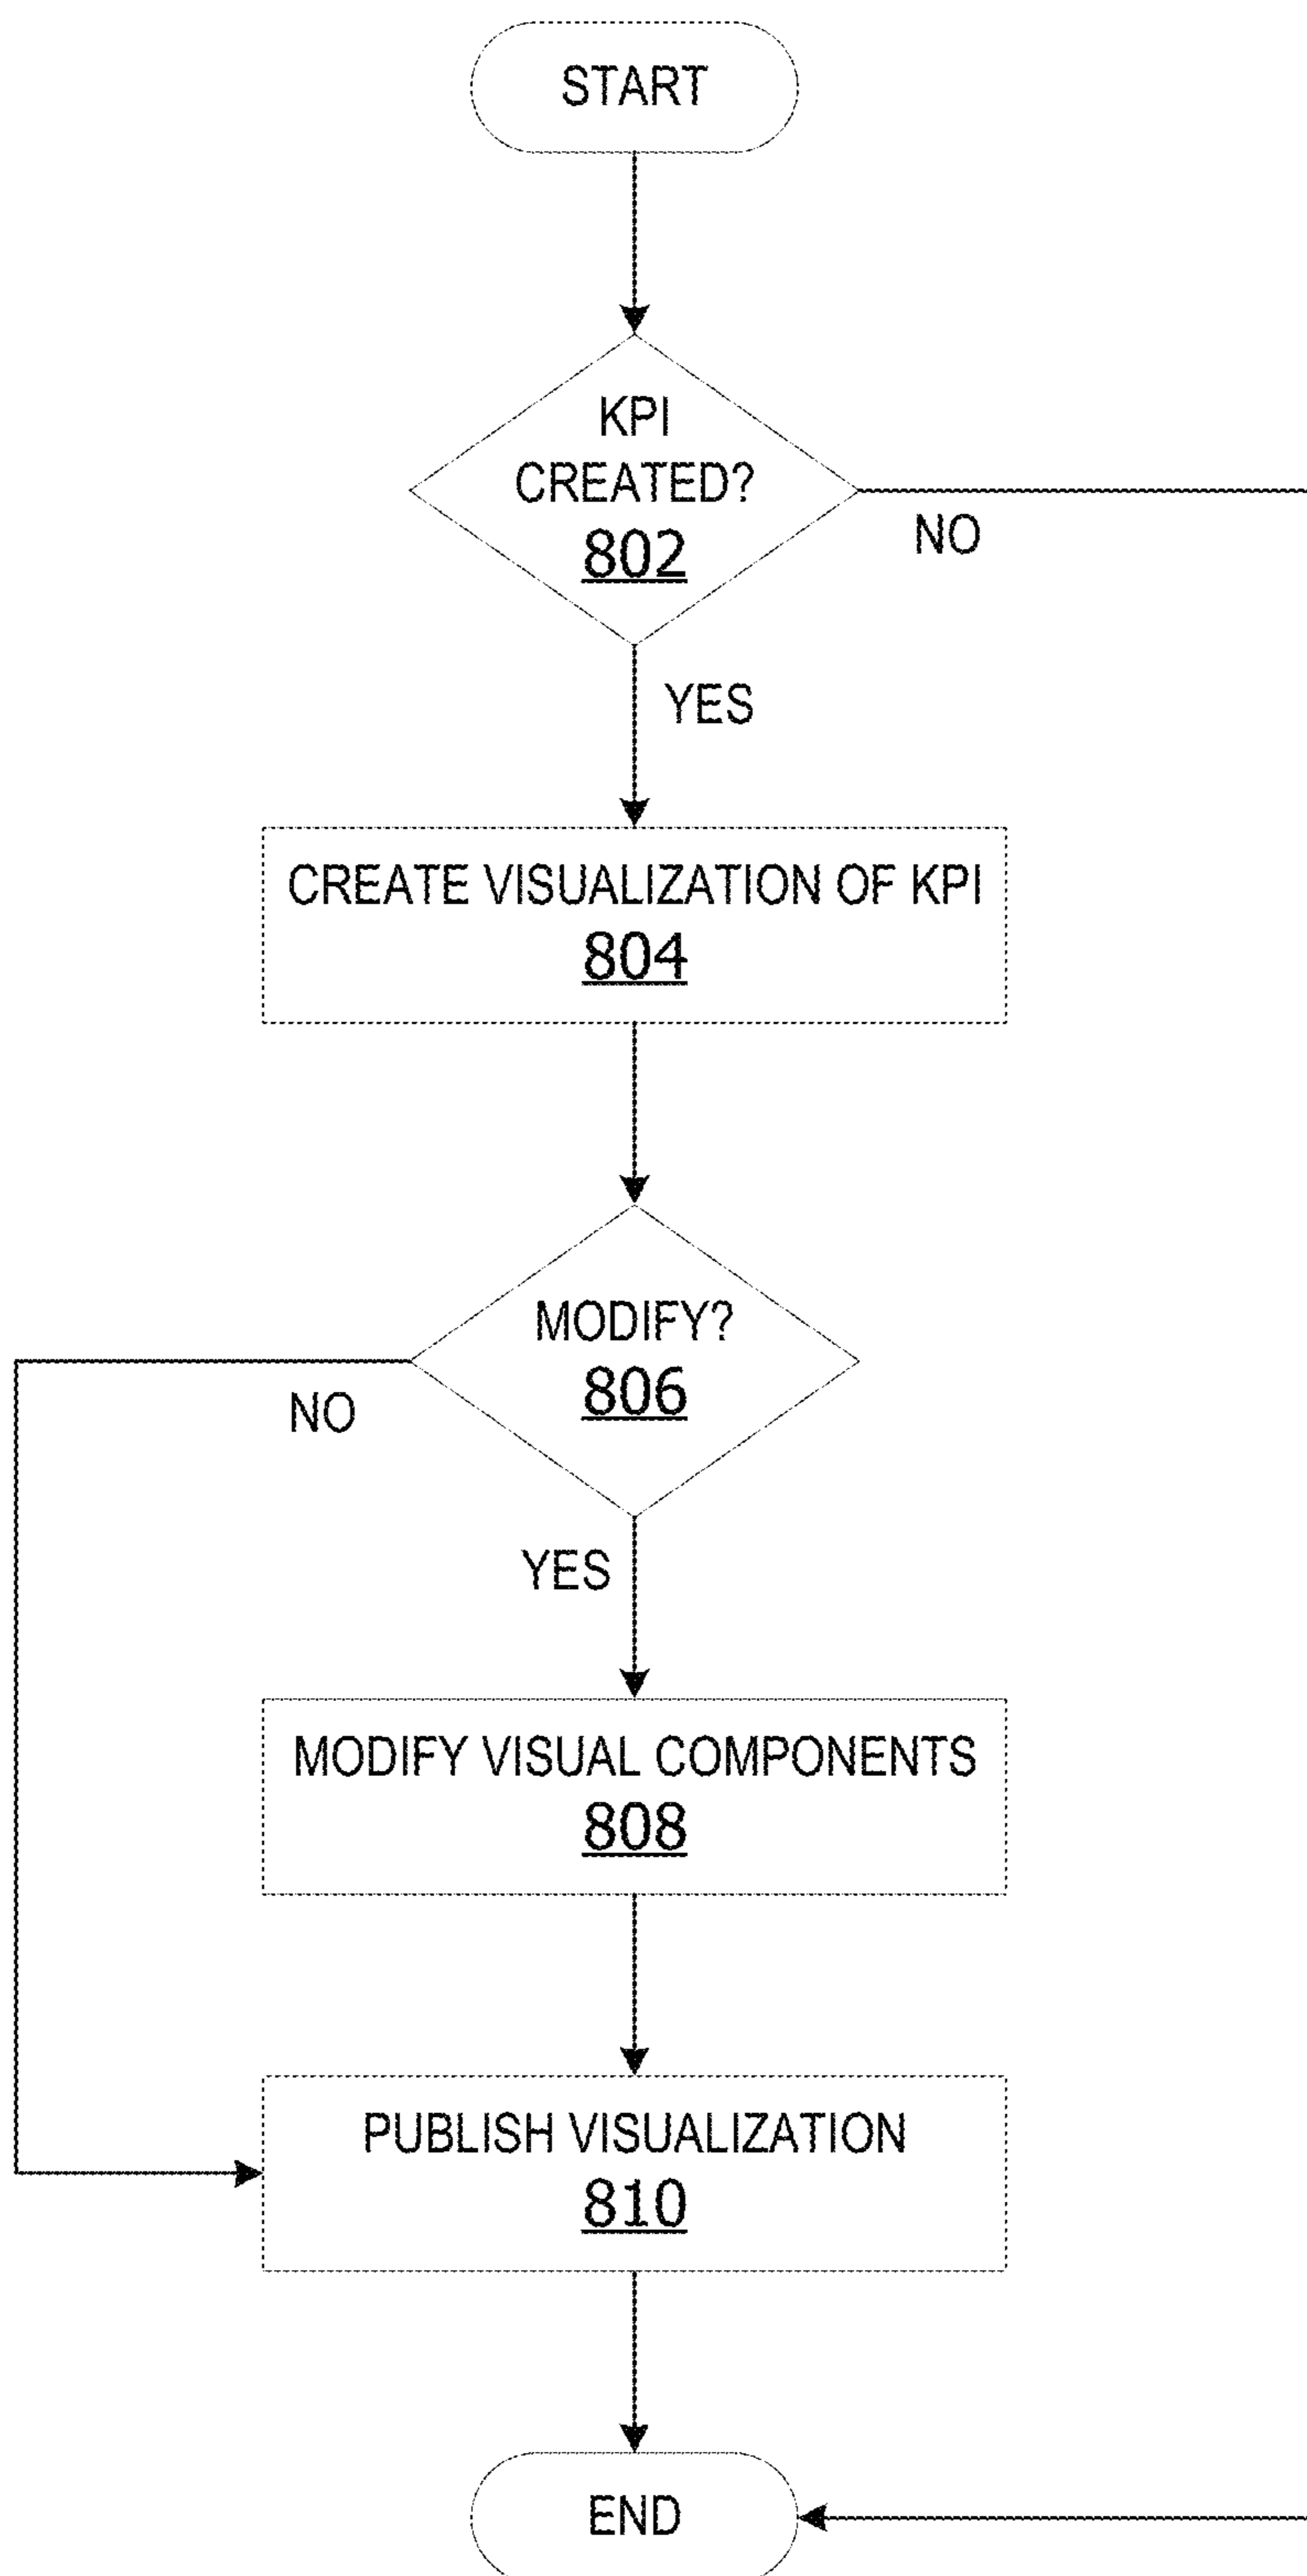 START
KPI
CREATED?
802
NO
YES
CREATE VISUALIZATION OF KPI
804
MODIFY?
806
NO
YES
MODIFY VISUAL COMPONENTS
808
PUBLISH VISUALIZATION
810
END